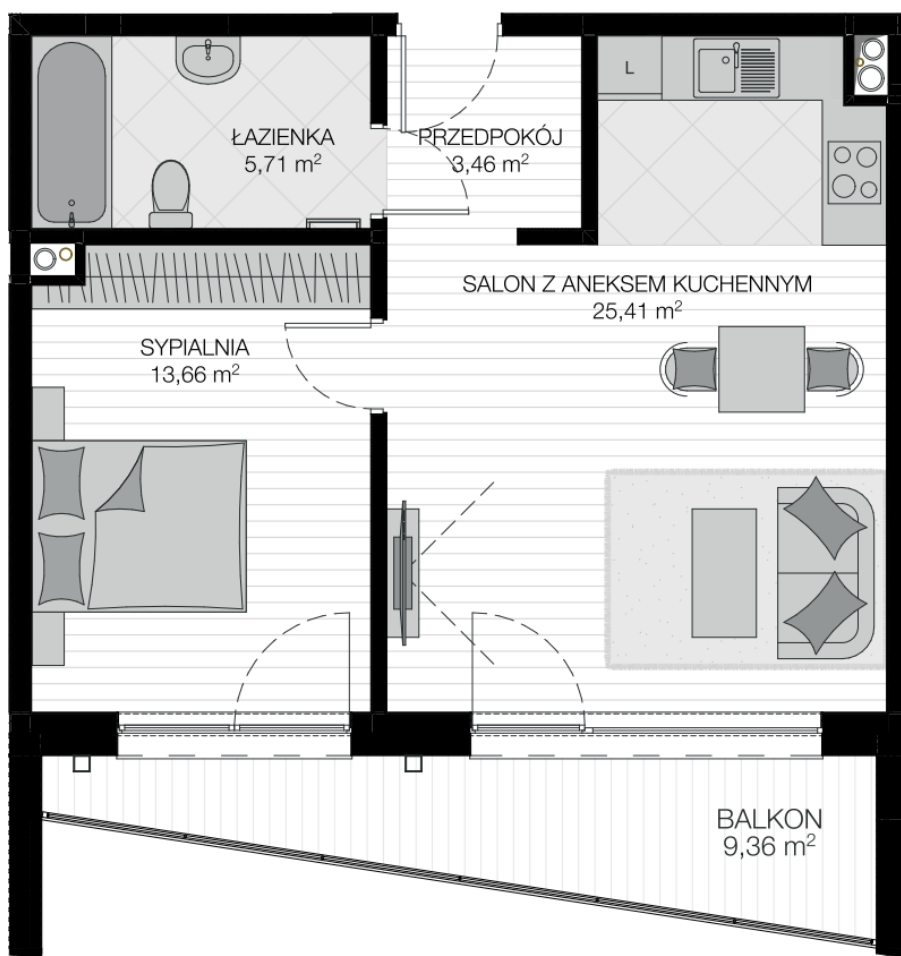 ŁAZIENKA
5,71 m²
PRZEDPOKÓJ
3,46 m²
L
SALON Z ANEKSEM KUCHENNYM
25,41 m²
SYPIALNIA
13,66 m²
BALKON
9,36 m²